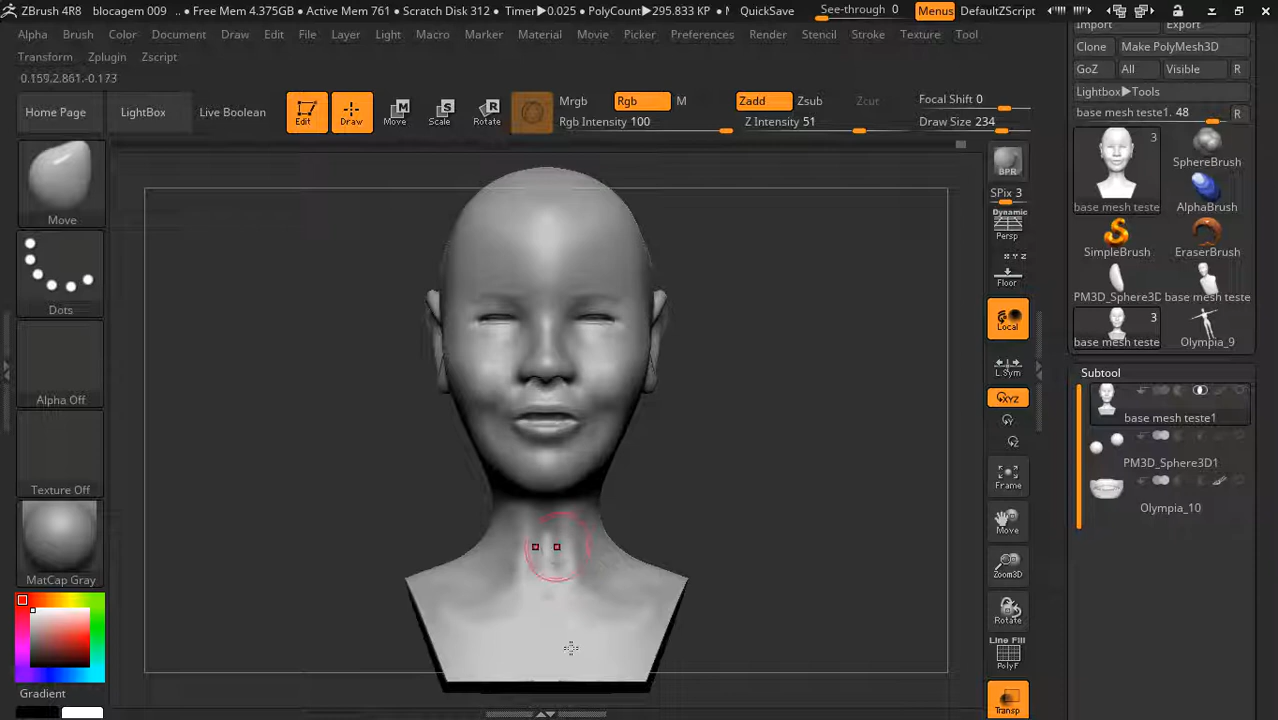 ZBrush 4R8 blocagem 009 .. ● Free Mem 4.375GB ● Active Mem 761 ● Scratch Disk 312 ● Timer▶0.025 ● PolyCount▶295.833 KP ● M QuickSave See-through 0 Menus DefaultZScript
Alpha Brush Color Document Draw Edit File Layer Light Macro Marker Material Movie Picker Preferences Render Stencil Stroke Texture Tool
Transform Zplugin Zscript
0.159,2.861,-0.173
Home Page LightBox Live Boolean
Edit Draw Move Scale Rotate
Mrgb Rgb M
Rgb Intensity 100
Zadd Zsub Zcut
Z Intensity 51
Focal Shift 0
Draw Size 234
Move
Dots
Alpha Off
Texture Off
MatCap Gray
Gradient
BPR
SPix 3
Dynamic
Persp
X Y Z
Floor
Local
L.Sym
XYZ
Y
Z
Frame
Move
Zoom3D
Rotate
Line Fill
PolyF
Transp
Import Export
Clone Make PolyMesh3D
GoZ All Visible R
Lightbox▶Tools
base mesh teste1. 48 R
3
base mesh teste SphereBrush
AlphaBrush
SimpleBrush EraserBrush
PM3D_Sphere3D base mesh teste
3
base mesh teste Olympia_9
Subtool
base mesh teste1
PM3D_Sphere3D1
Olympia_10